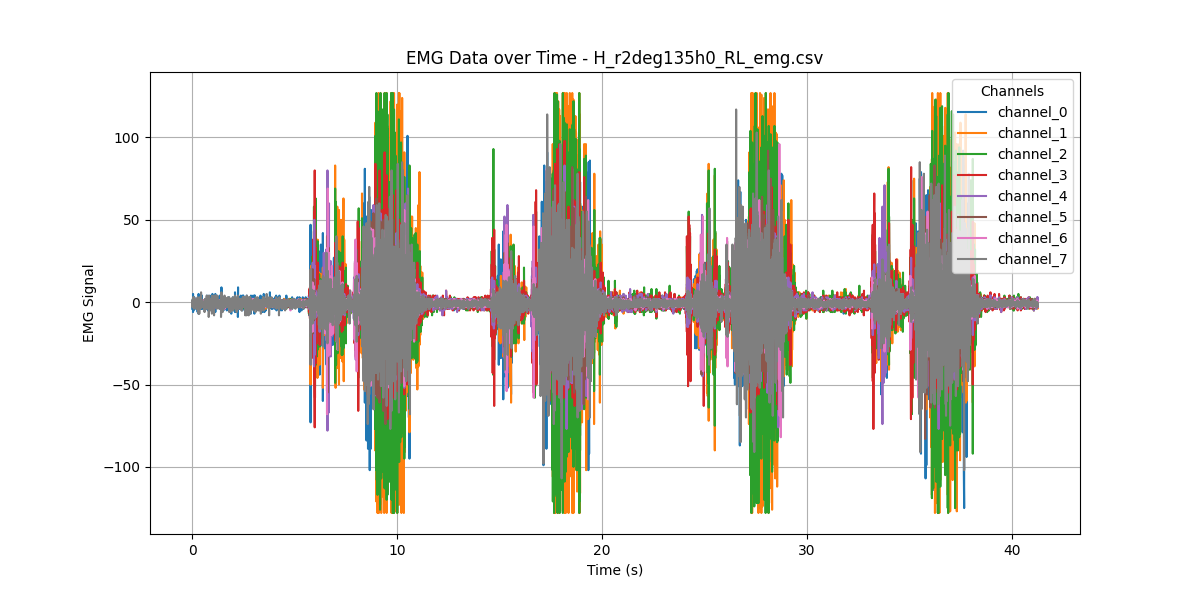 EMG Data over Time - H_r2deg135h0_RL_emg.csv
Channels
channel_0
channel_1
channel_2
channel_3
channel_4
channel_5
channel_6
channel_7
EMG Signal
100
50
0
−50
−100
0 10 20 30 40
Time (s)